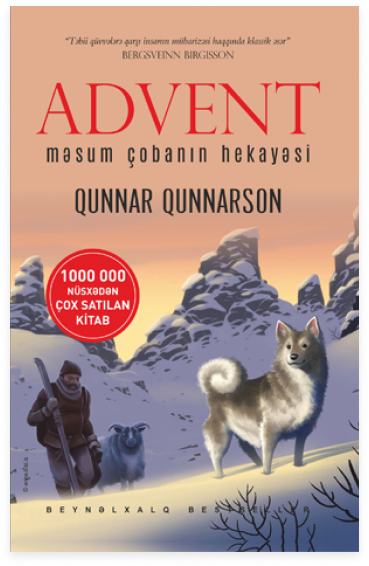 “Təbii qüvvələrə qarşı insanın mübarizəsi haqqında klassik əsər”
BERGSVEINN BIRGISSON
ADVENT
məsum çobanın hekayəsi
QUNNAR QUNNARSON
1000 000
NÜSXƏDƏN
ÇOX SATILAN
KİTAB
BEYNƏLXALQ BESTSELLER